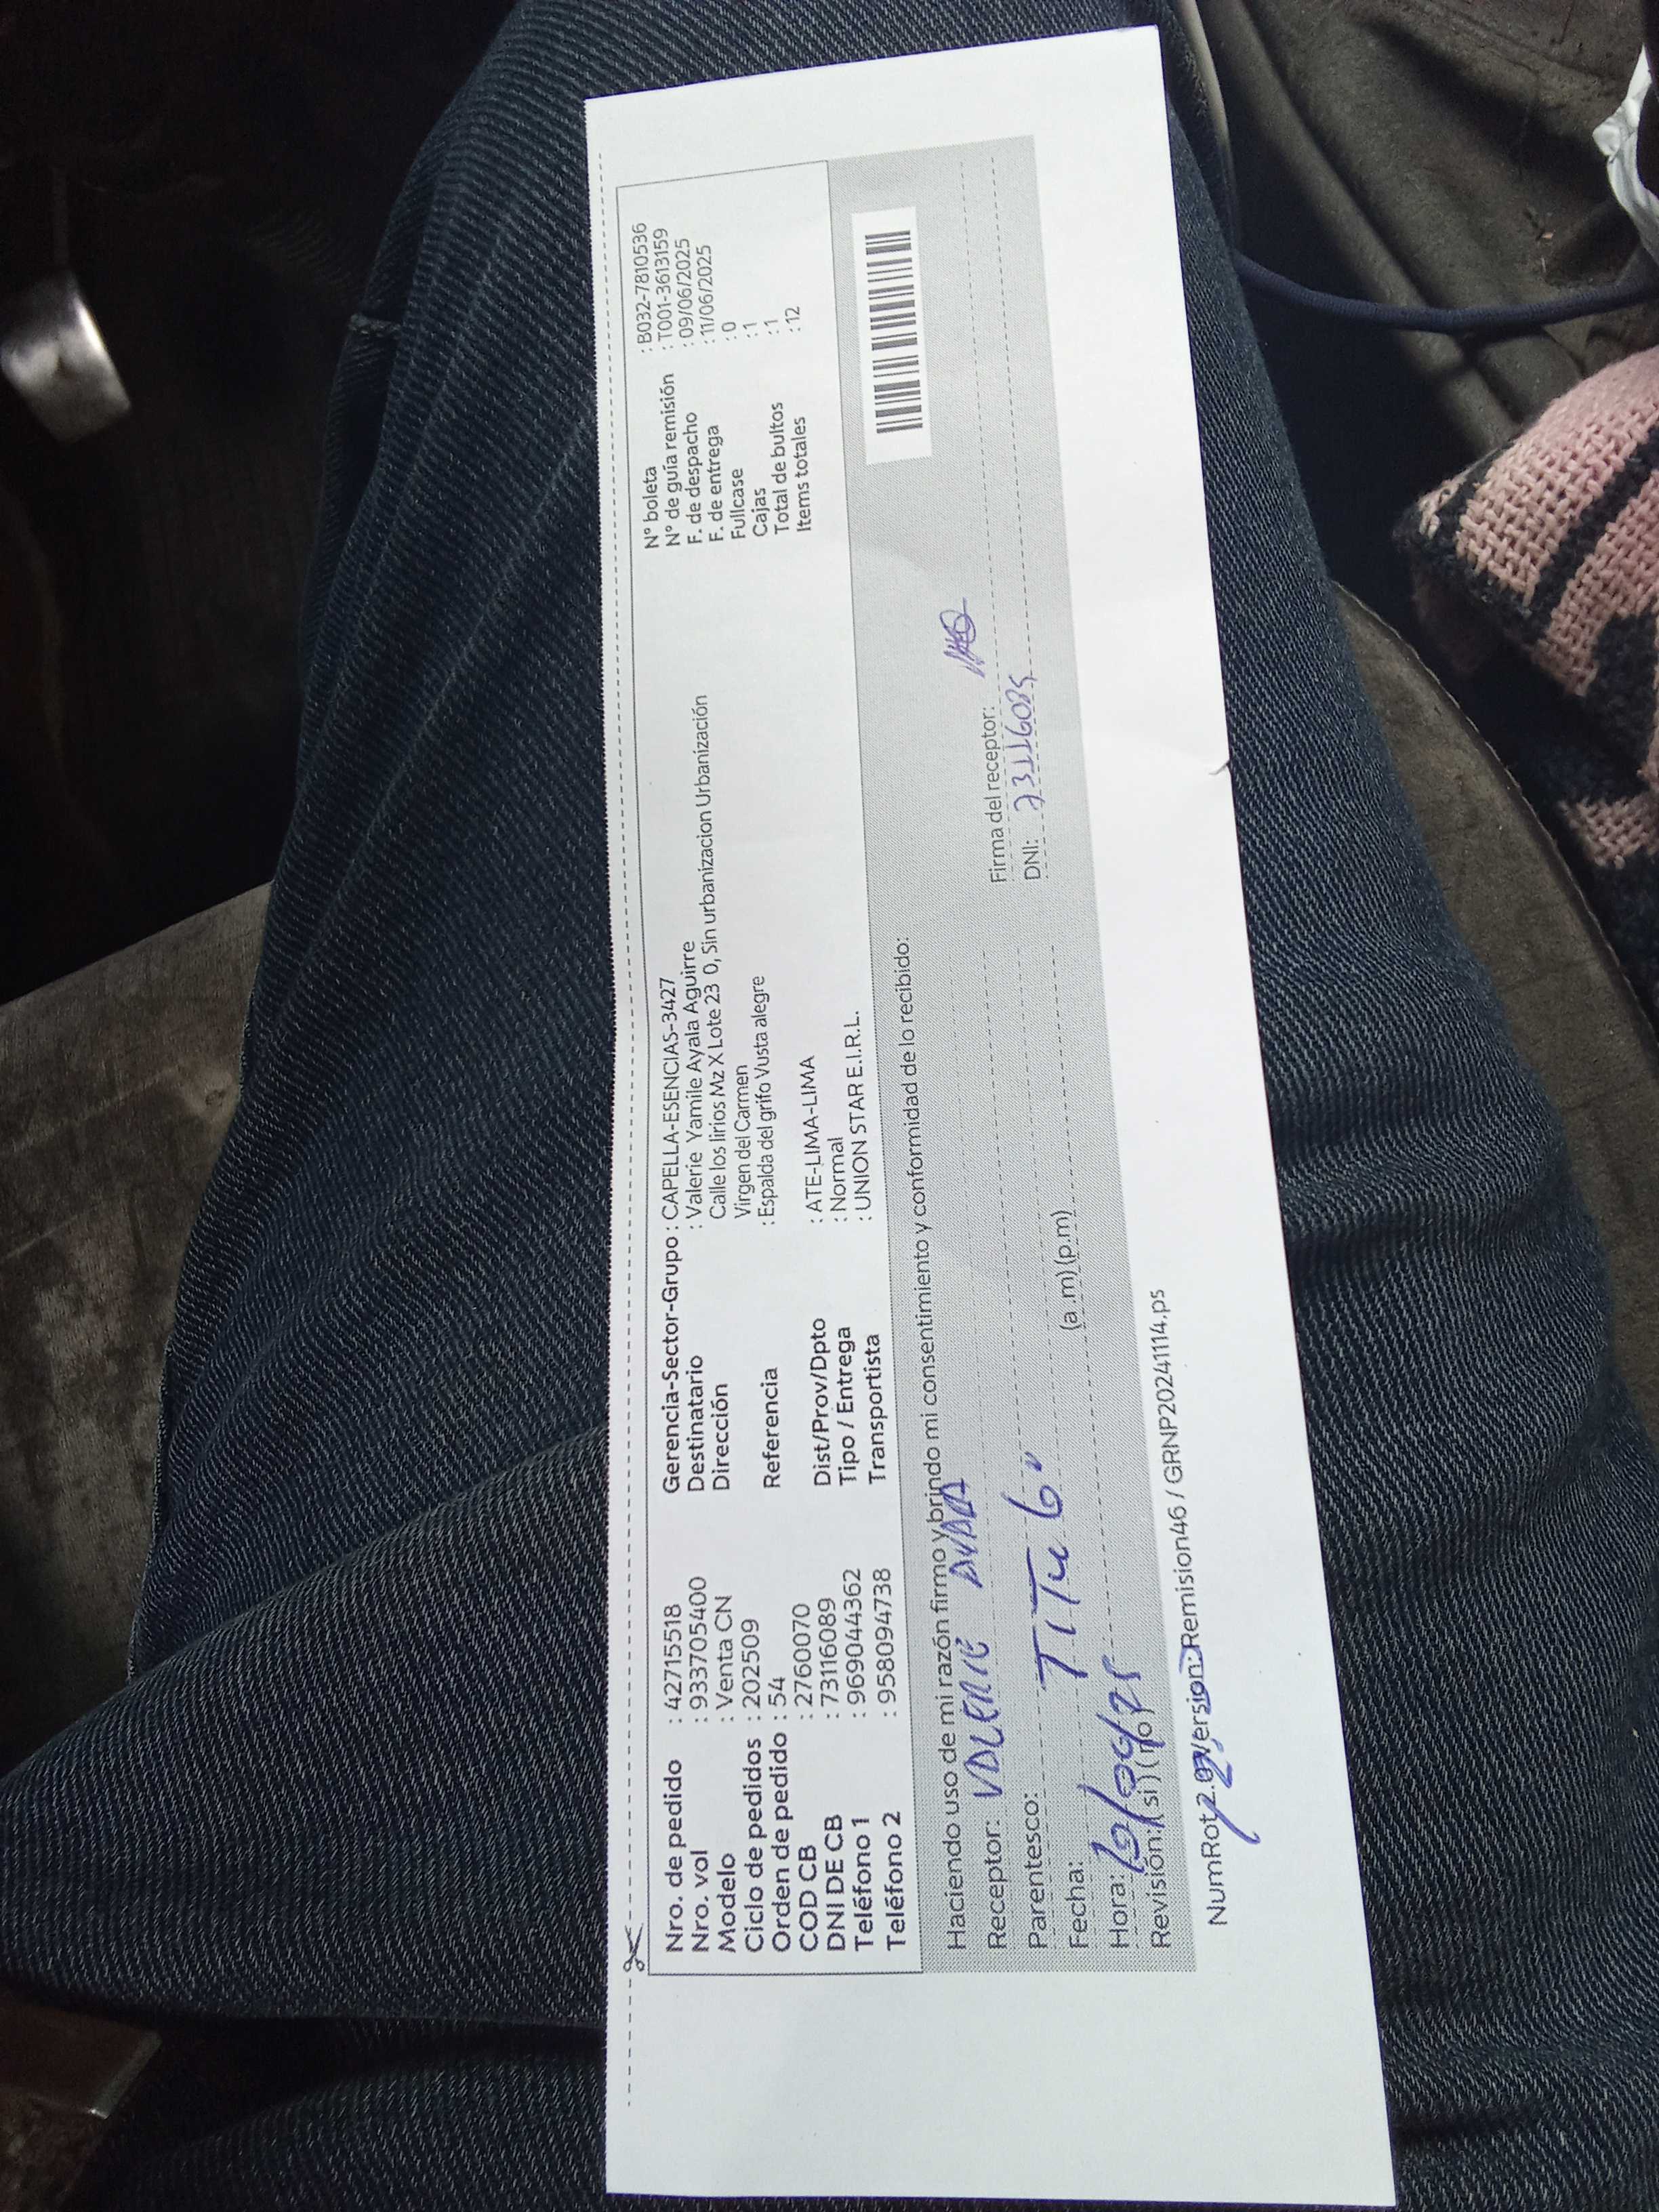 Nro. de pedido : 42715518
Nro. vol : 933705400
Modelo : Venta CN
Ciclo de pedidos : 202509
Orden de pedido : 54
COD CB : 2760070
DNI DE CB : 73116089
Teléfono 1 : 969044362
Teléfono 2 : 958094738
Gerencia-Sector-Grupo : CAPELLA-ESENCIAS-3427
Destinatario : Valerie Yamile Ayala Aguirre
Dirección Calle los lirios Mz X Lote 23 0, Sin urbanizacion Urbanización
Virgen del Carmen
Referencia : Espalda del grifo Vusta alegre
Dist/Prov/Dpto : ATE-LIMA-LIMA
Tipo / Entrega : Normal
Transportista : UNION STAR E.I.R.L.
N° boleta : B032-7810536
N° de guía remisión : T001-3613159
F. de despacho : 09/06/2025
F. de entrega : 11/06/2025
Fullcase : 0
Cajas : 1
Total de bultos : 1
Items totales : 12
Haciendo uso de mi razón firmo y brindo mi consentimiento y conformidad de lo recibido:
Receptor: VALERIE AYALA
Parentesco:
Fecha:
Hora: (a.m) (p.m)
Revisión: (si) (no)
Firma del receptor:
DNI:
NumRot2.0 Version: Remision46 / GRNP20241114.ps